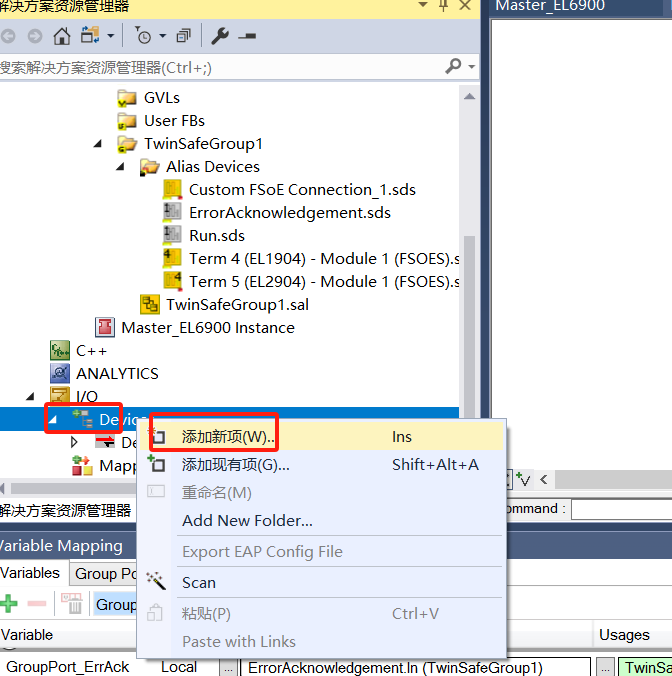 解决方案资源管理器
Master_EL6900
搜索解决方案资源管理器(Ctrl+;)
GVLs
User FBs
TwinSafeGroup1
Alias Devices
Custom FSoE Connection_1.sds
ErrorAcknowledgement.sds
Run.sds
Term 4 (EL1904) - Module 1 (FSOES).s
Term 5 (EL2904) - Module 1 (FSOES).s
TwinSafeGroup1.sal
Master_EL6900 Instance
C++
ANALYTICS
I/O
Device
添加新项(W)... Ins
De
添加现有项(G)... Shift+Alt+A
Mapp
重命名(M)
解决方案资源管理器
Add New Folder...
ommand :
Variable Mapping
Export EAP Config File
Variables Group Po
Scan
Group
粘贴(P) Ctrl+V
Variable
Paste with Links
Usages
GroupPort_ErrAck Local ... ErrorAcknowledgement.In (TwinSafeGroup1) ... TwinSa